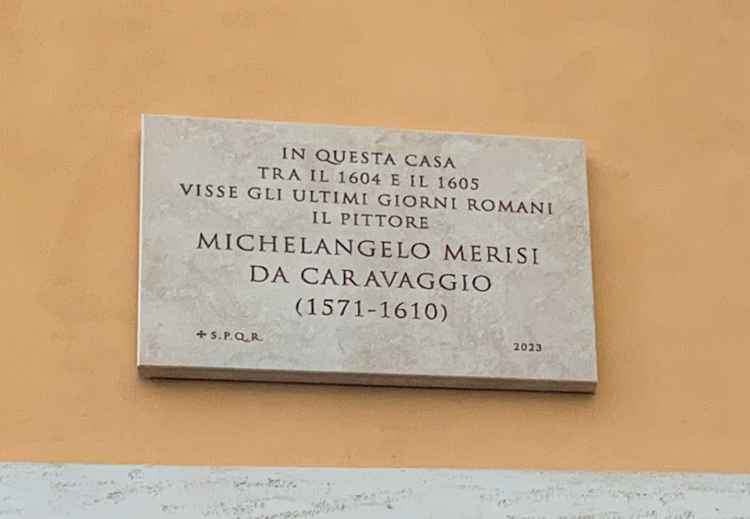 IN QUESTA CASA
TRA IL 1604 E IL 1605
VISSE GLI ULTIMI GIORNI ROMANI
IL PITTORE
MICHELANGELO MERISI
DA CARAVAGGIO
(1571-1610)
✢ S.P.Q.R.
2023